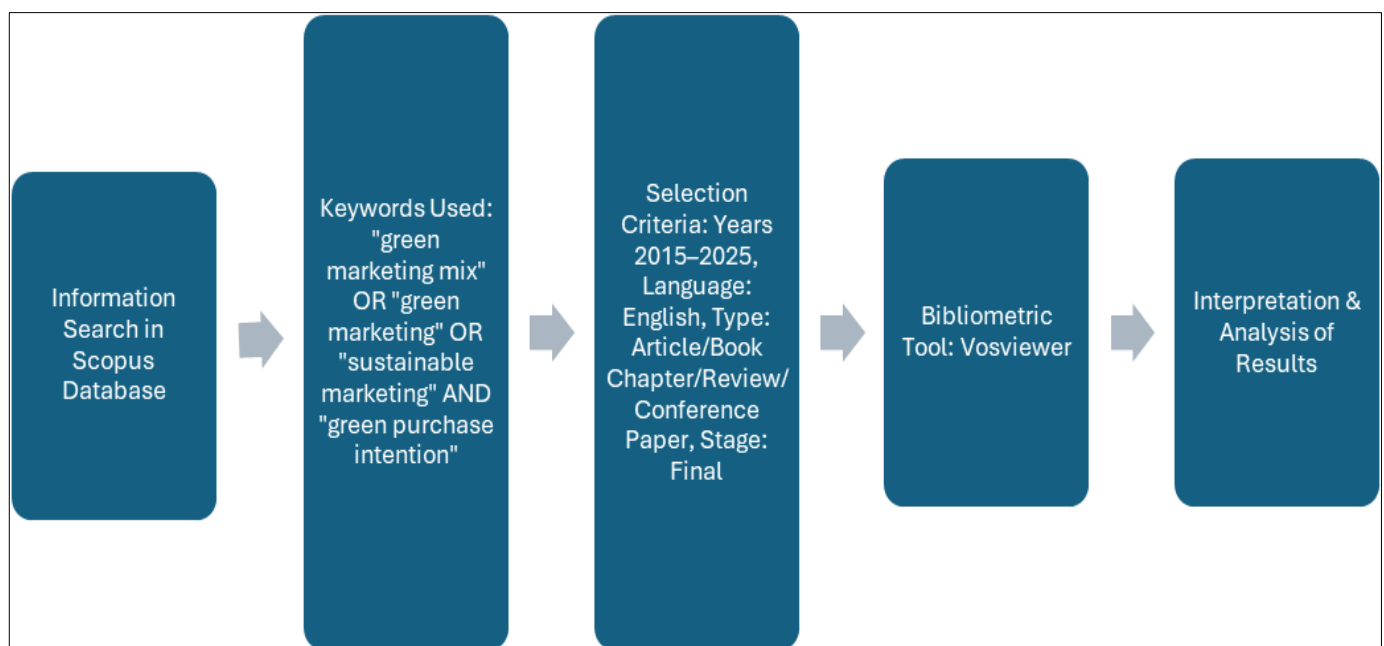 Information
Search in
Scopus
Database
Keywords Used:
"green
marketing mix"
OR "green
marketing" OR
"sustainable
marketing" AND
"green purchase
intention"
Selection
Criteria: Years
2015–2025,
Language:
English, Type:
Article/Book
Chapter/Review/
Conference
Paper, Stage:
Final
Bibliometric
Tool: Vosviewer
Interpretation &
Analysis of
Results